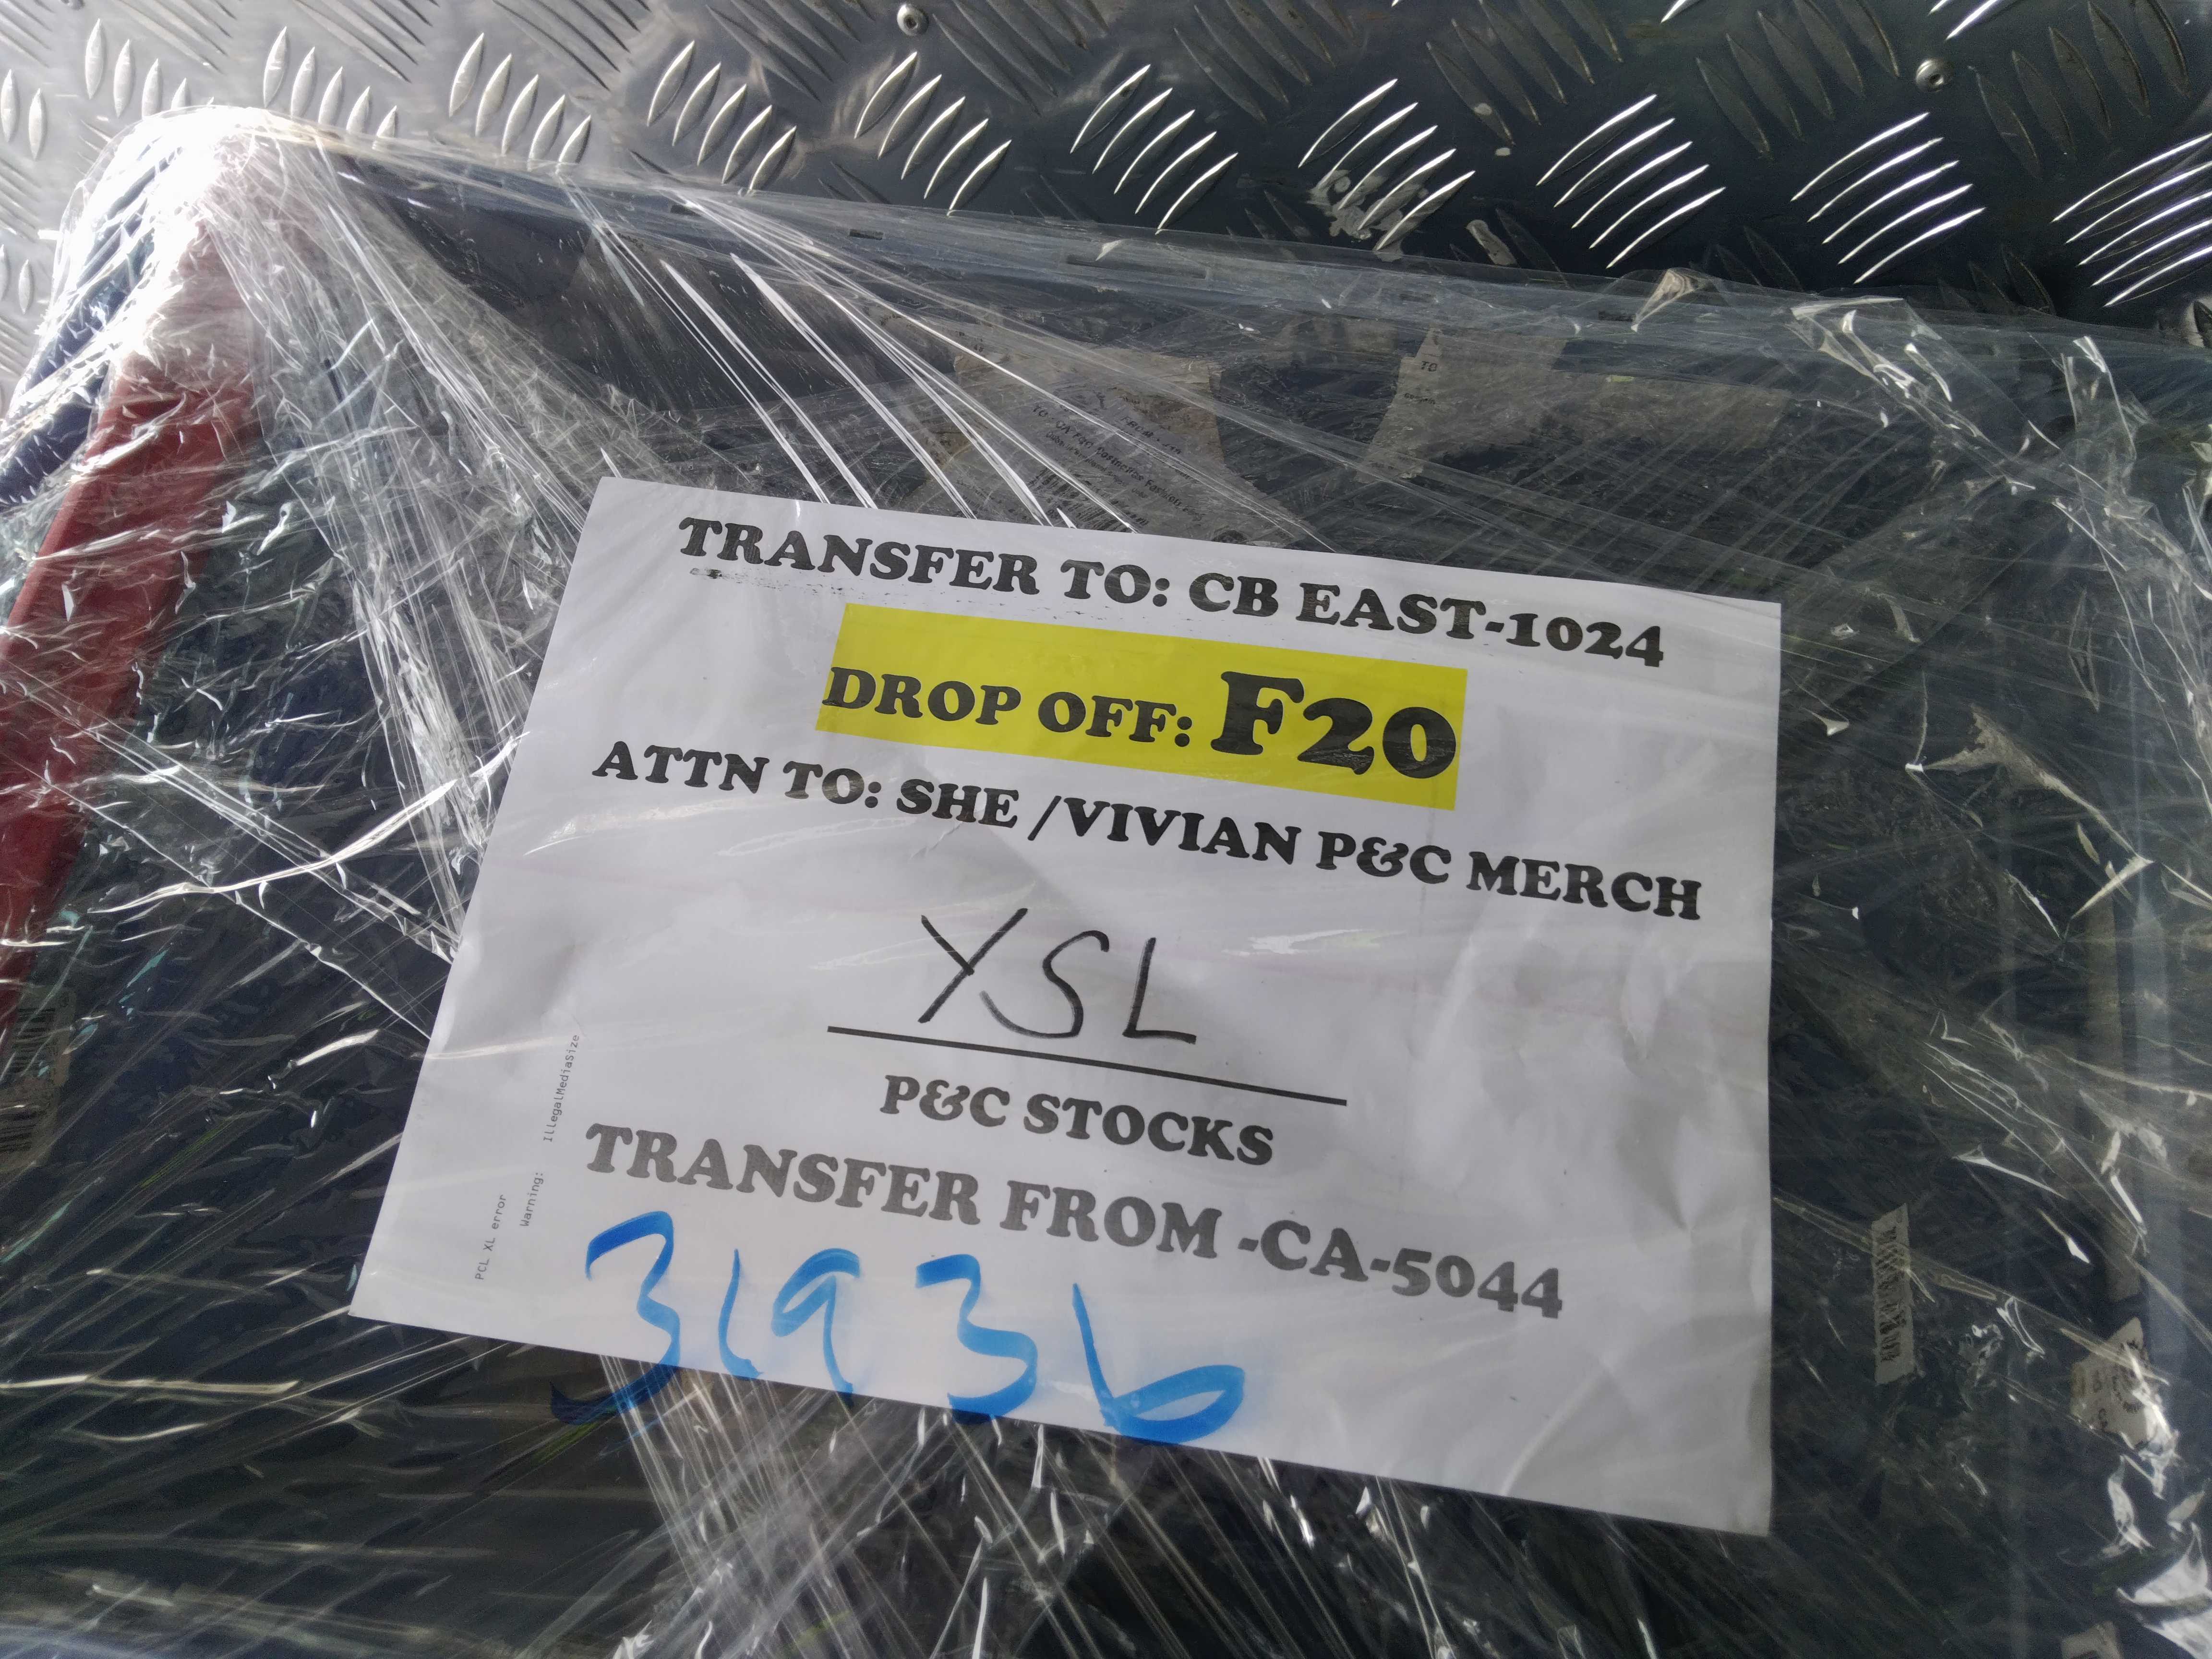 TRANSFER TO: CB EAST-1024
DROP OFF: F20
ATTN TO: SHE /VIVIAN P&C MERCH
YSL
P&C STOCKS
TRANSFER FROM -CA-5044
31936
PCL XL error
Warning: IllegalMediaSize
TO